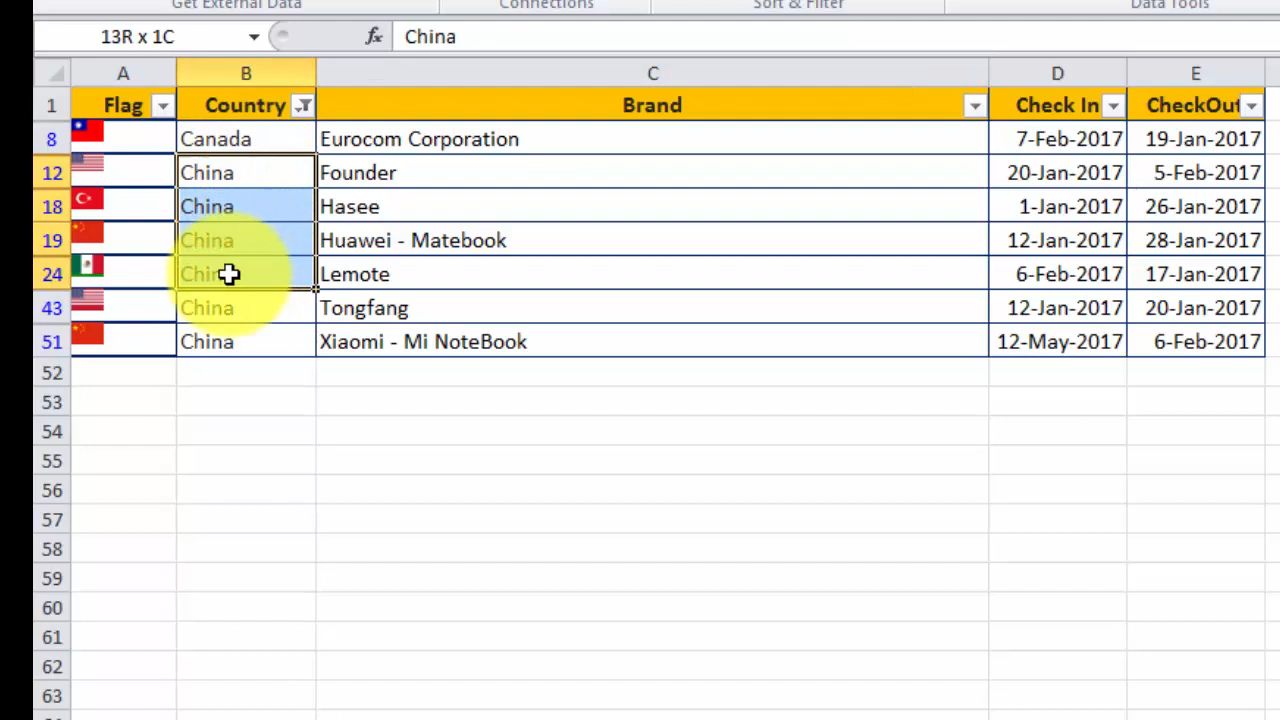 Get External Data Connections Sort & Filter Data Tools
13R x 1C fx China
A B C D E
1 Flag Country Brand Check In CheckOut
8 Canada Eurocom Corporation 7-Feb-2017 19-Jan-2017
12 China Founder 20-Jan-2017 5-Feb-2017
18 China Hasee 1-Jan-2017 26-Jan-2017
19 China Huawei - Matebook 12-Jan-2017 28-Jan-2017
24 China Lemote 6-Feb-2017 17-Jan-2017
43 China Tongfang 12-Jan-2017 20-Jan-2017
51 China Xiaomi - Mi NoteBook 12-May-2017 6-Feb-2017
52
53
54
55
56
57
58
59
60
61
62
63